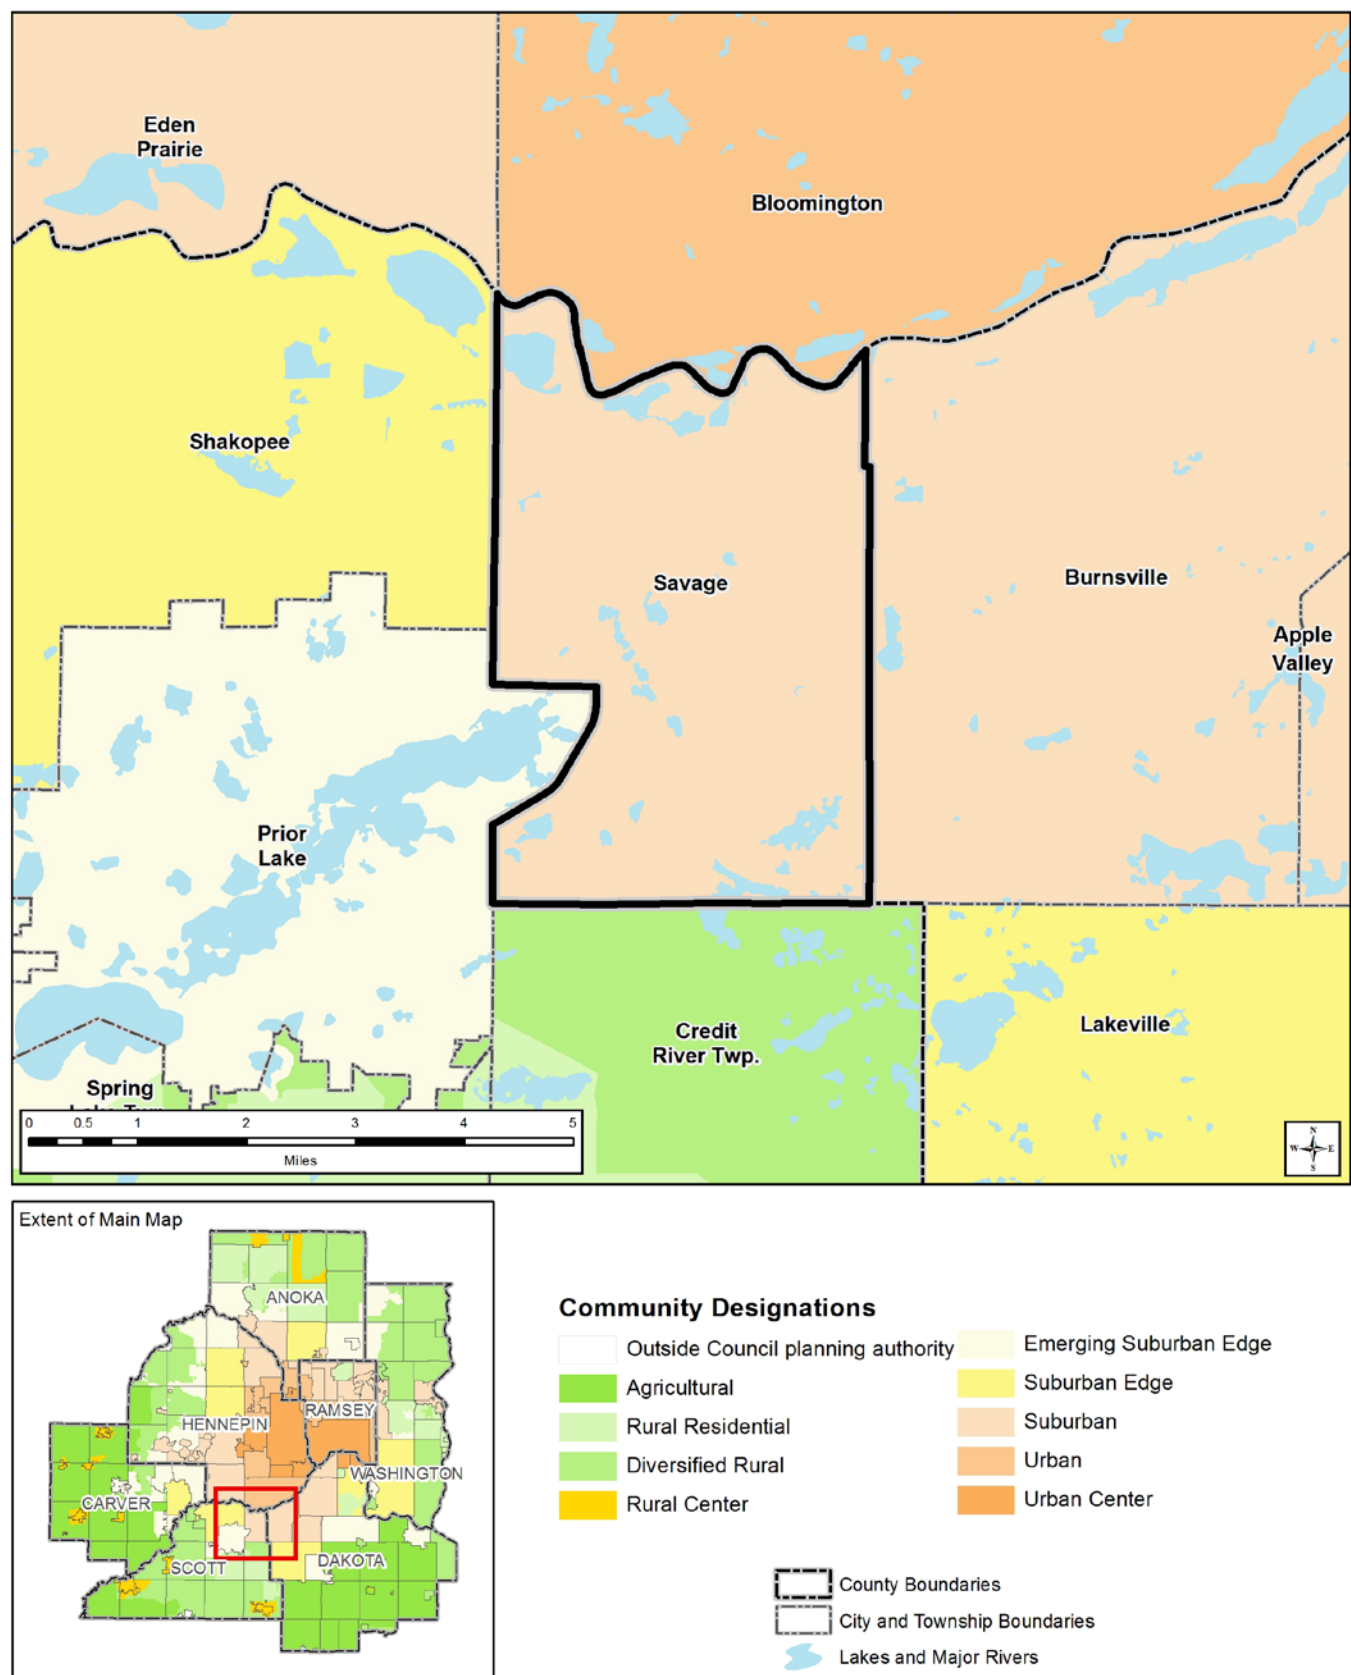 Eden
Prairie
Bloomington
Shakopee
Savage
Burnsville
Apple
Valley
Prior
Lake
Credit
River Twp.
Lakeville
Spring
0 0.5 1 2 3 4 5
Miles
N
W E
S
Extent of Main Map
ANOKA
HENNEPIN
RAMSEY
WASHINGTON
CARVER
SCOTT
DAKOTA
Community Designations
Outside Council planning authority
Agricultural
Rural Residential
Diversified Rural
Rural Center
Emerging Suburban Edge
Suburban Edge
Suburban
Urban
Urban Center
County Boundaries
City and Township Boundaries
Lakes and Major Rivers